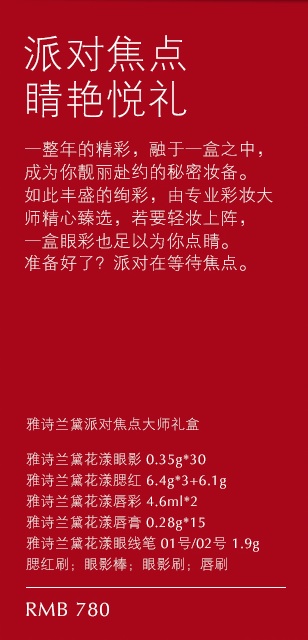 派对焦点
睛艳悦礼
一整年的精彩，融于一盒之中，
成为你靓丽赴约的秘密妆备。
如此丰盛的绚彩，由专业彩妆大
师精心臻选，若要轻妆上阵，
一盒眼彩也足以为你点睛。
准备好了？派对在等待焦点。
雅诗兰黛派对焦点大师礼盒
雅诗兰黛花漾眼影 0.35g*30
雅诗兰黛花漾腮红 6.4g*3+6.1g
雅诗兰黛花漾唇彩 4.6ml*2
雅诗兰黛花漾唇膏 0.28g*15
雅诗兰黛花漾眼线笔 01号/02号 1.9g
腮红刷；眼影棒；眼影刷；唇刷
RMB 780